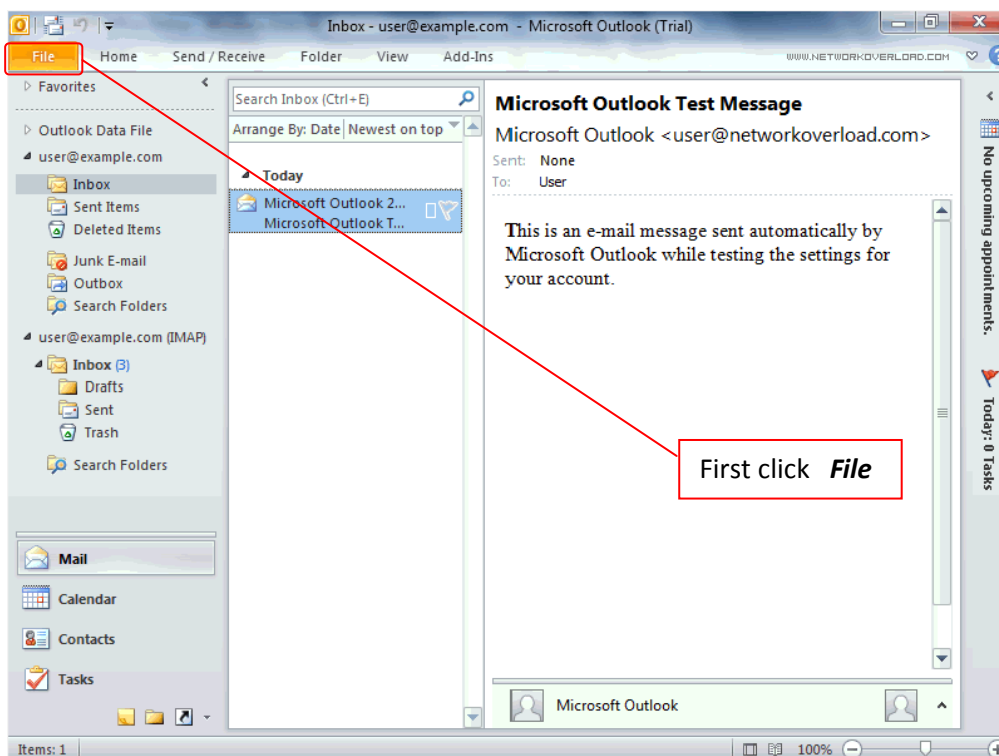 Inbox - user@example.com - Microsoft Outlook (Trial)
File Home Send / Receive Folder View Add-Ins WWW.NETWORKOVERLOAD.COM
Favorites
Outlook Data File
user@example.com
Inbox
Sent Items
Deleted Items
Junk E-mail
Outbox
Search Folders
user@example.com (IMAP)
Inbox (3)
Drafts
Sent
Trash
Search Folders
Mail
Calendar
Contacts
Tasks
Search Inbox (Ctrl+E)
Arrange By: Date Newest on top
Today
Microsoft Outlook 2...
Microsoft Outlook T...
Microsoft Outlook Test Message
Microsoft Outlook <user@networkoverload.com>
Sent: None
To: User
This is an e-mail message sent automatically by
Microsoft Outlook while testing the settings for
your account.
First click File
Microsoft Outlook
No upcoming appointments.
Today: 0 Tasks
Items: 1
100%